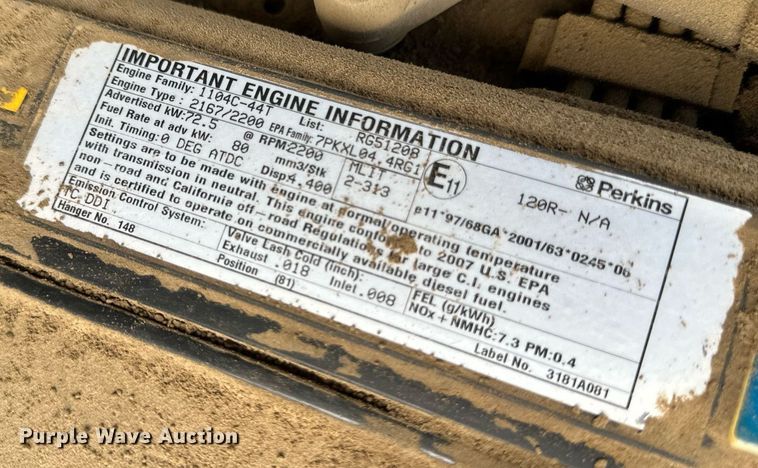 IMPORTANT ENGINE INFORMATION
Perkins
Engine Family: 1104C-44T List: RG51208 120R- N/A
Engine Type: 2167/2200 EPA Family: 7PKXL04.4RG1 E11
Advertised kW: 72.5 @ RPM: 2200 MLIT e11*97/68GA*2001/63*0245*06
Fuel Rate at adv kW: 80 mm3/Stk 2-313
Init. Timing: 0 DEG ATDC Disp: 4.400
Settings are to be made with engine at normal operating temperature
with transmission in neutral. This engine conforms to 2007 U.S. EPA
non-road and California off-road Regulations for large C.I. engines
and is certified to operate on commercially available diesel fuel.
Emission Control System: Valve Lash Cold (inch): FEL (g/kWh)
TC DDI Exhaust .018 Inlet .008 NOx + NMHC: 7.3 PM: 0.4
Hanger No. 148 Position (81) Label No. 3181A081
Purple Wave Auction